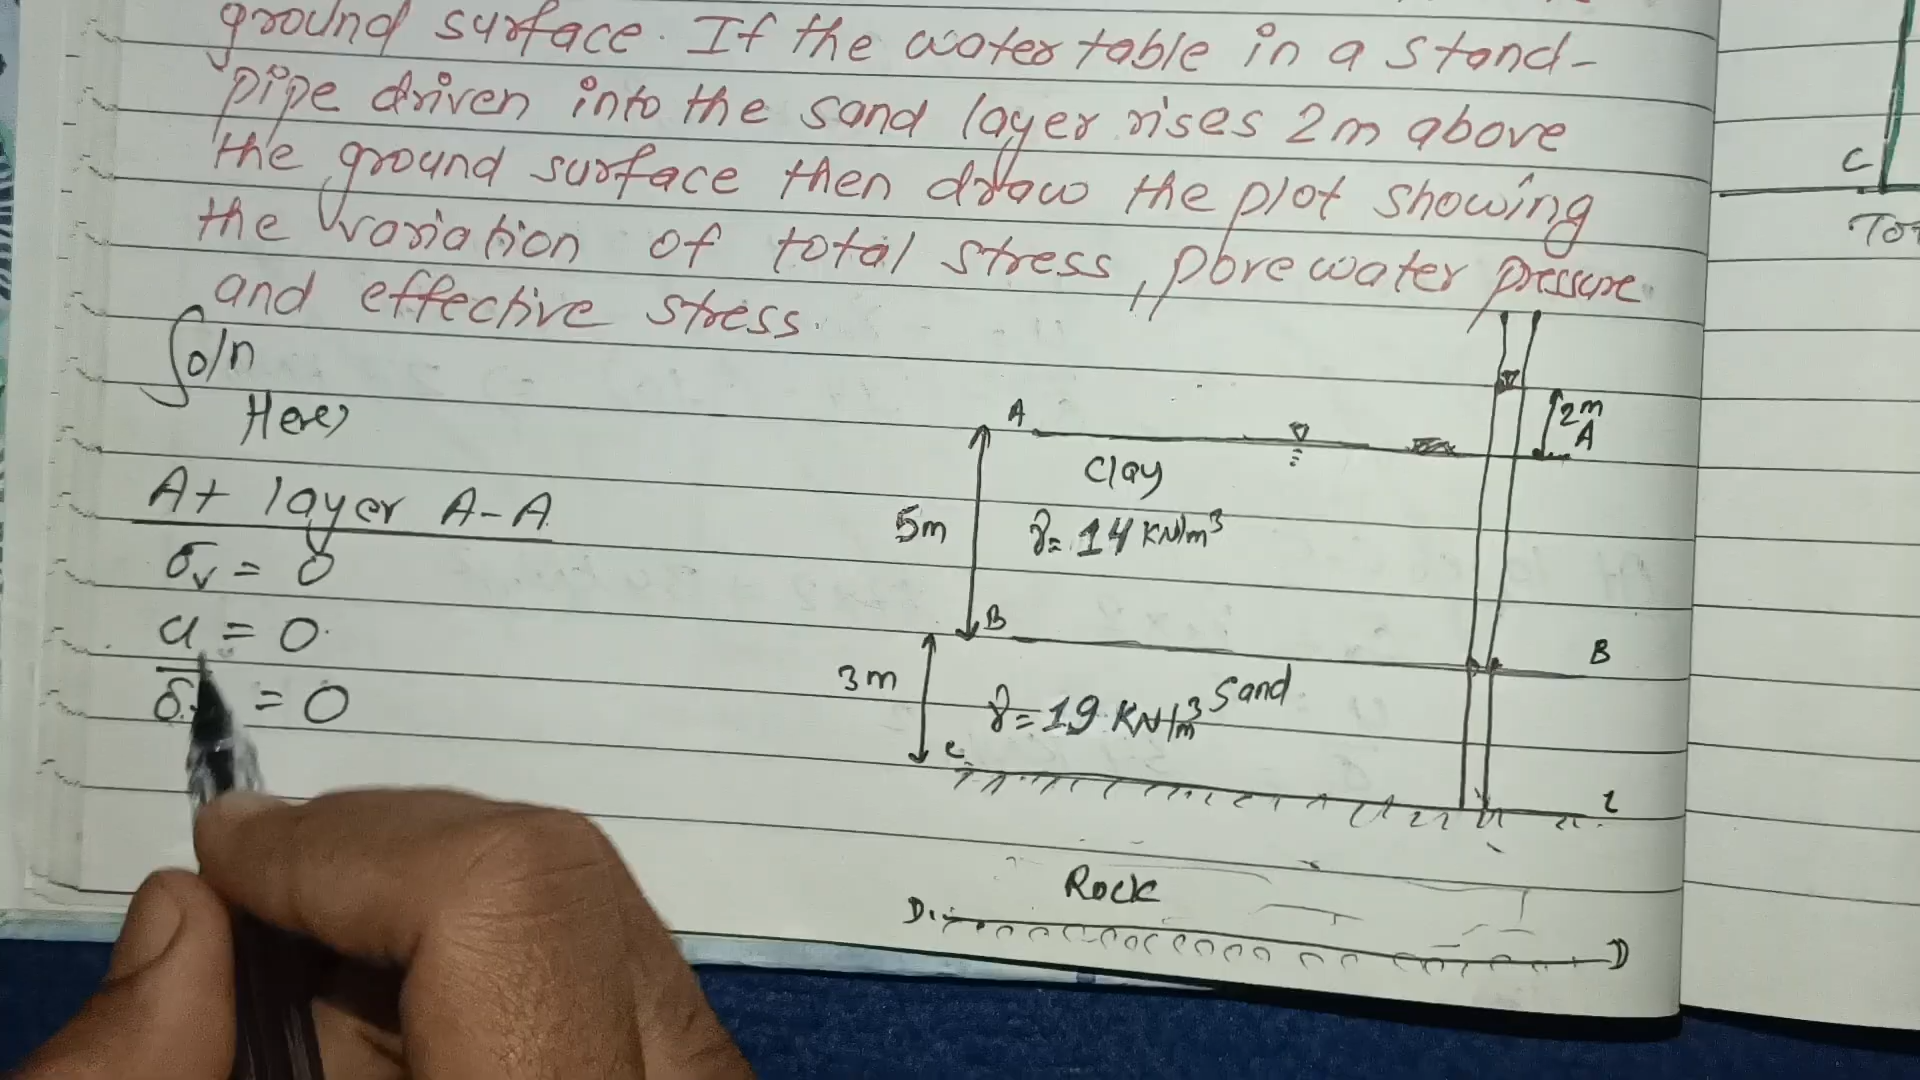 ground surface. If the water table in a stand-
pipe driven into the sand layer rises 2m above
the ground surface then draw the plot showing
the variation of total stress, pore water pressure
and effective stress.
Soln
Here,
At layer A-A
σv = 0
u = 0
= 0
A
2m
A
Clay
5m
γ = 14 KN/m³
B
B
3m
Sand
γ = 19 KN/m³
C
Rock
D
D
C